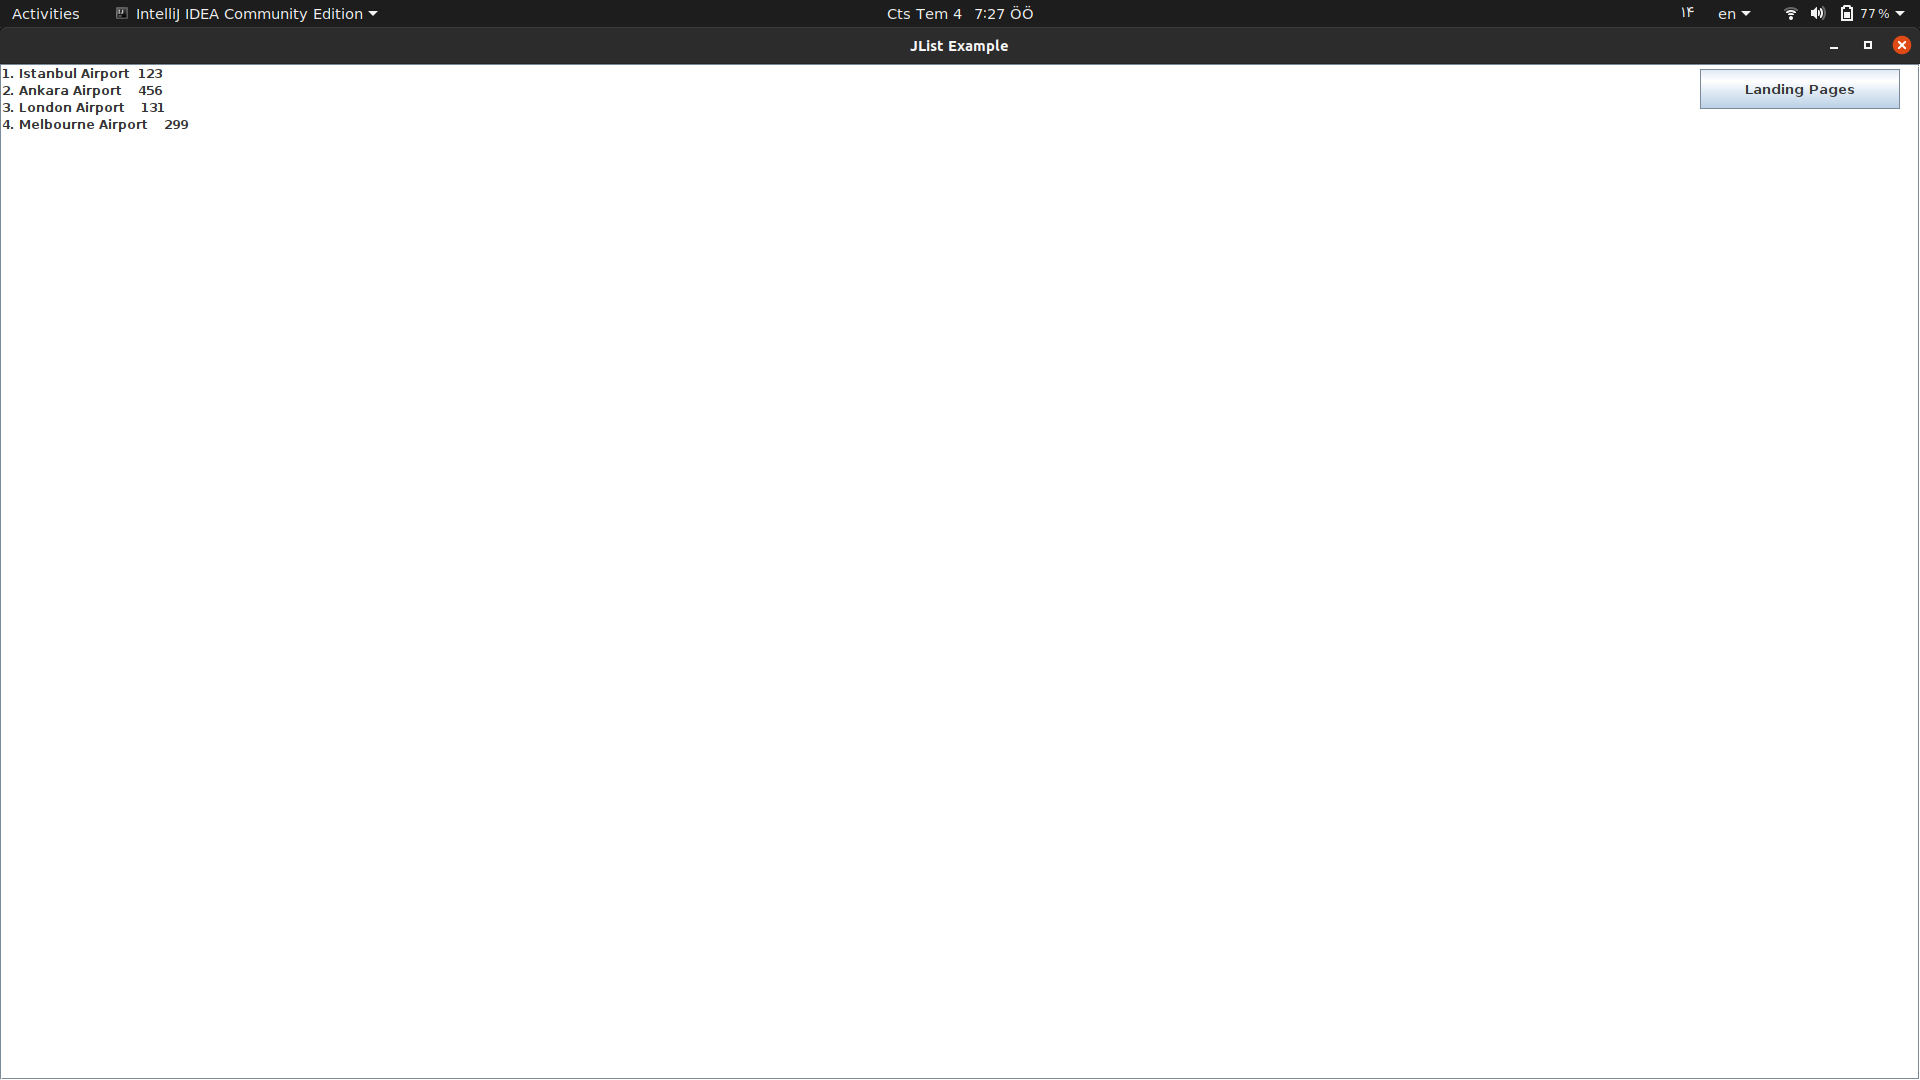 Activities IntelliJ IDEA Community Edition Cts Tem 4 7:27 ÖÖ ۱۴ en 77 %
JList Example
1. Istanbul Airport 123
Landing Pages
2. Ankara Airport 456
3. London Airport 131
4. Melbourne Airport 299